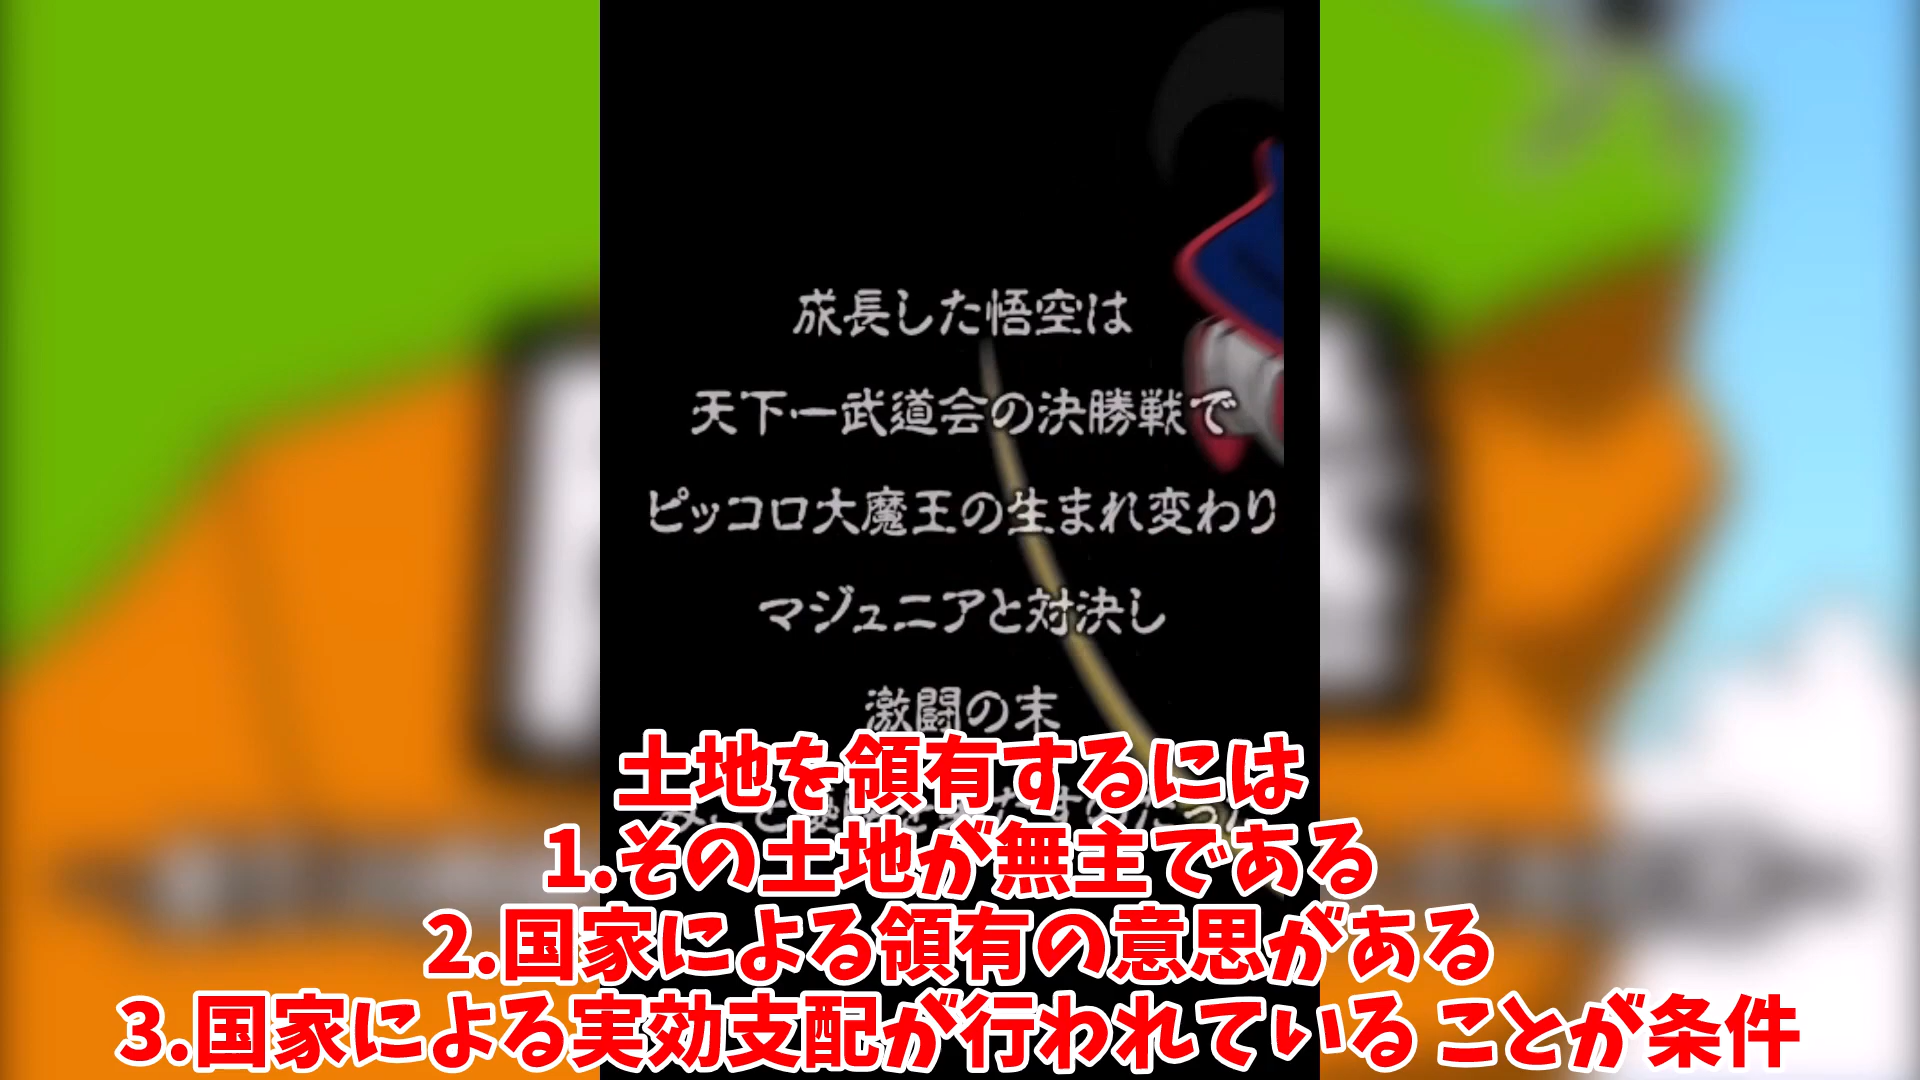 成長した悟空は
天下一武道会の決勝戦で
ピッコロ大魔王の生まれ変わり
マジュニアと対決し
激闘の末
土地を領有するには
1.その土地が無主である
2.国家による領有の意思がある
3.国家による実効支配が行われていることが条件